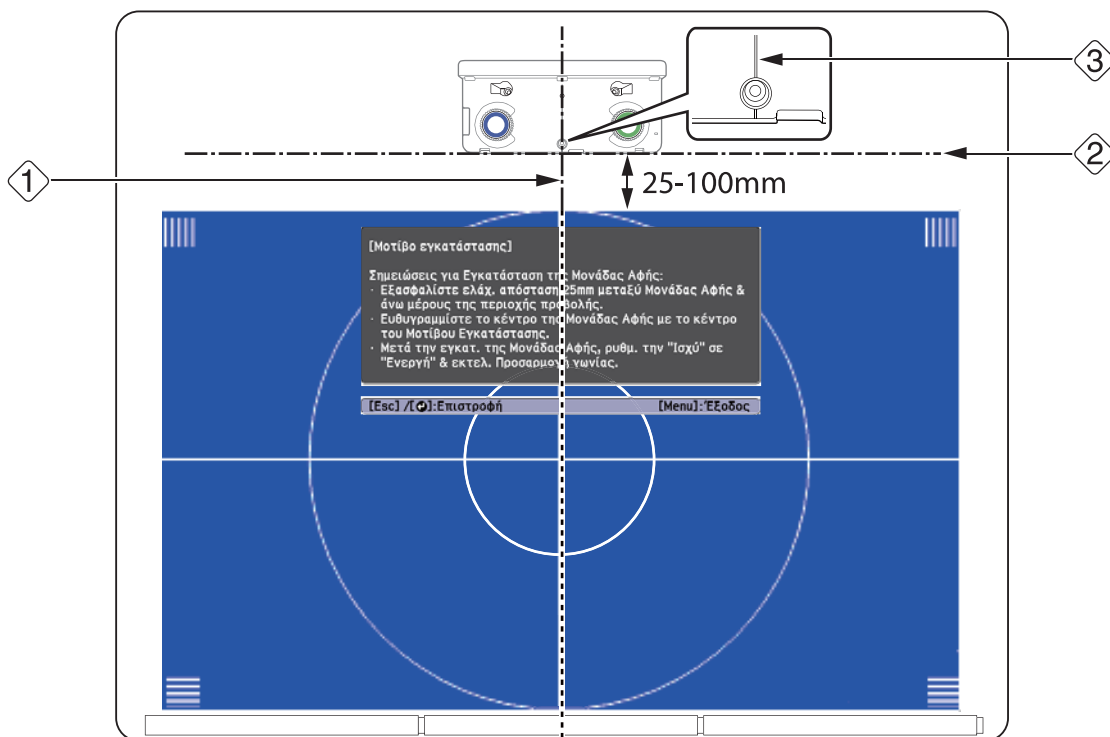 3
2
1
25-100mm
[Μοτίβο εγκατάστασης]
Σημειώσεις για Εγκατάσταση της Μονάδας Αφής:
· Εξασφαλίστε ελάχ. απόσταση 25mm μεταξύ Μονάδας Αφής &
άνω μέρους της περιοχής προβολής.
· Ευθυγραμμίστε το κέντρο της Μονάδας Αφής με το κέντρο
του Μοτίβου Εγκατάστασης.
· Μετά την εγκατ. της Μονάδας Αφής, ρυθμ. την "Ισχύ" σε
"Ενεργή" & εκτελ. Προσαρμογή γωνίας.
[Esc] /[⏎]:Επιστροφή [Menu]:Έξοδος